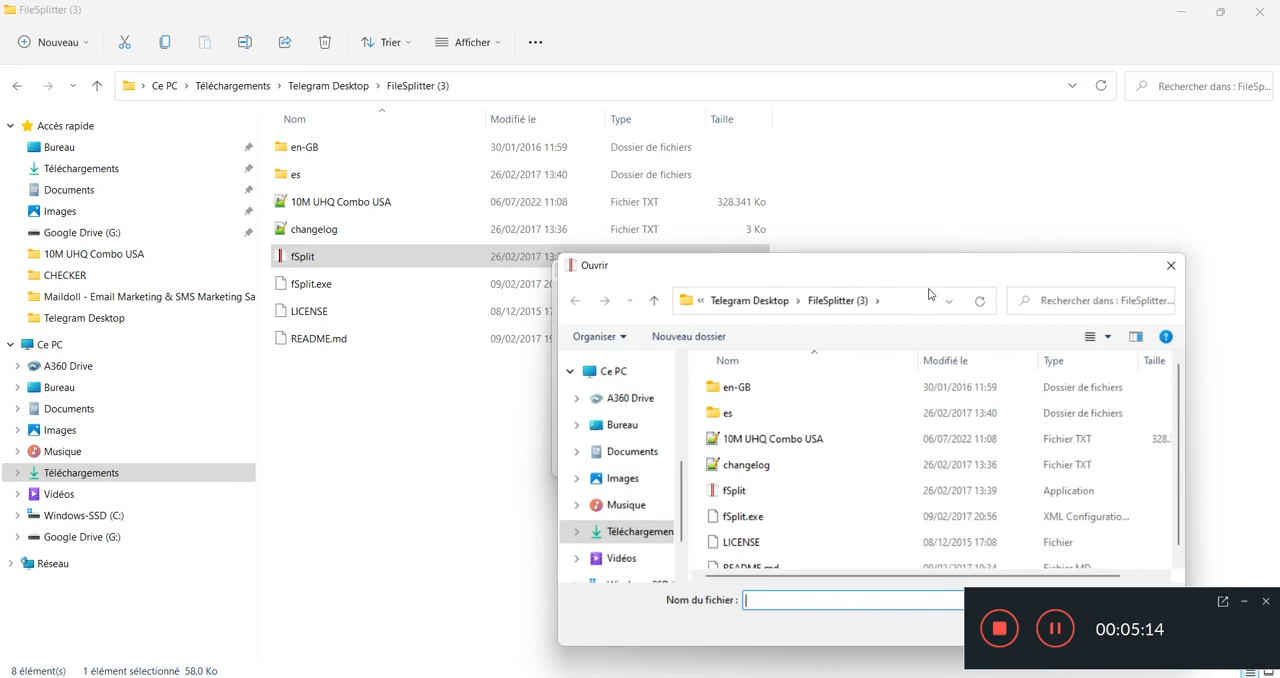 FileSplitter (3)
Nouveau
Trier
Afficher
Ce PC > Téléchargements > Telegram Desktop > FileSplitter (3)
Rechercher dans : FileSp...
Nom Modifié le Type Taille
en-GB 30/01/2016 11:59 Dossier de fichiers
es 26/02/2017 13:40 Dossier de fichiers
10M UHQ Combo USA 06/07/2022 11:08 Fichier TXT 328.341 Ko
changelog 26/02/2017 13:36 Fichier TXT 3 Ko
fSplit 26/02/2017
fSplit.exe 09/02/2017
LICENSE 08/12/2015
README.md 09/02/2017
Accès rapide
Bureau
Téléchargements
Documents
Images
Google Drive (G:)
10M UHQ Combo USA
CHECKER
Maildoll - Email Marketing & SMS Marketing Sa
Telegram Desktop
Ce PC
A360 Drive
Bureau
Documents
Images
Musique
Téléchargements
Vidéos
Windows-SSD (C:)
Google Drive (G:)
Réseau
8 élément(s) 1 élément sélectionné 58,0 Ko
Ouvrir
« Telegram Desktop > FileSplitter (3) >
Rechercher dans : FileSplitter...
Organiser Nouveau dossier
Ce PC
A360 Drive
Bureau
Documents
Images
Musique
Téléchargemen
Vidéos
Nom Modifié le Type Taille
en-GB 30/01/2016 11:59 Dossier de fichiers
es 26/02/2017 13:40 Dossier de fichiers
10M UHQ Combo USA 06/07/2022 11:08 Fichier TXT 328.
changelog 26/02/2017 13:36 Fichier TXT
fSplit 26/02/2017 13:39 Application
fSplit.exe 09/02/2017 20:56 XML Configuratio...
LICENSE 08/12/2015 17:08 Fichier
README.md 09/02/2017 19:34 Fichier MD
Nom du fichier :
00:05:14